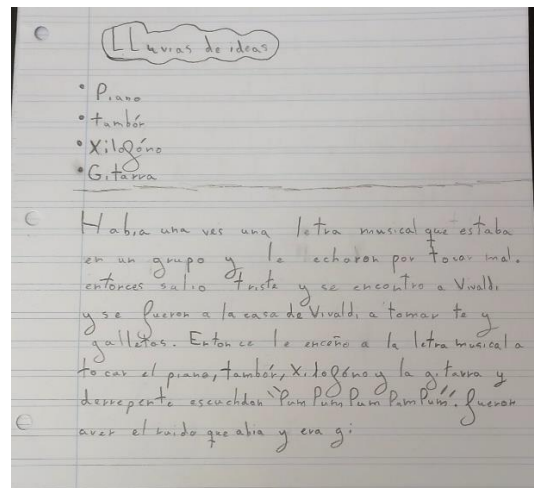 LLuvias de ideas
• Piano
• tambór
• Xilofóno
• Gitarra
Habia una ves una letra musical que estaba
en un grupo y le echaron por tocar mal.
entonces salio triste y se encontro a Vivaldi
y se fueron a la casa de Vivaldi a tomar te y
galletas. Entonce le enceño a la letra musical a
tocar el piano, tambór, xilofóno y la gitarra y
derrepente escuchdan "Pum Pum Pum Pum Pum". fueron
aver el ruido que abia y era gi